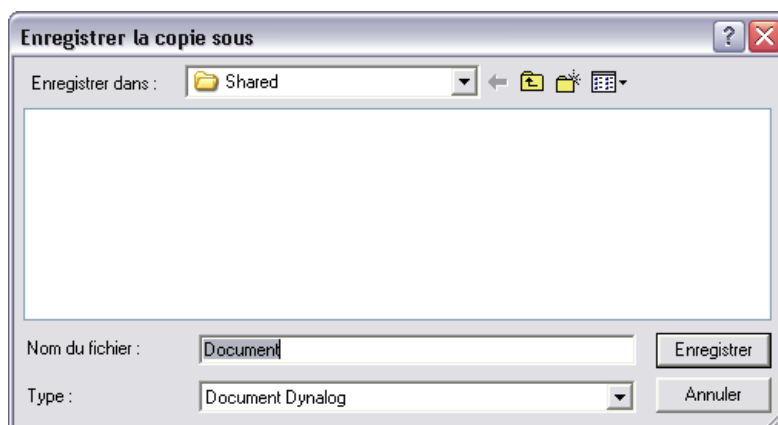 Enregistrer la copie sous
Enregistrer dans :
Shared
Nom du fichier :
Document
Enregistrer
Type :
Document Dynalog
Annuler